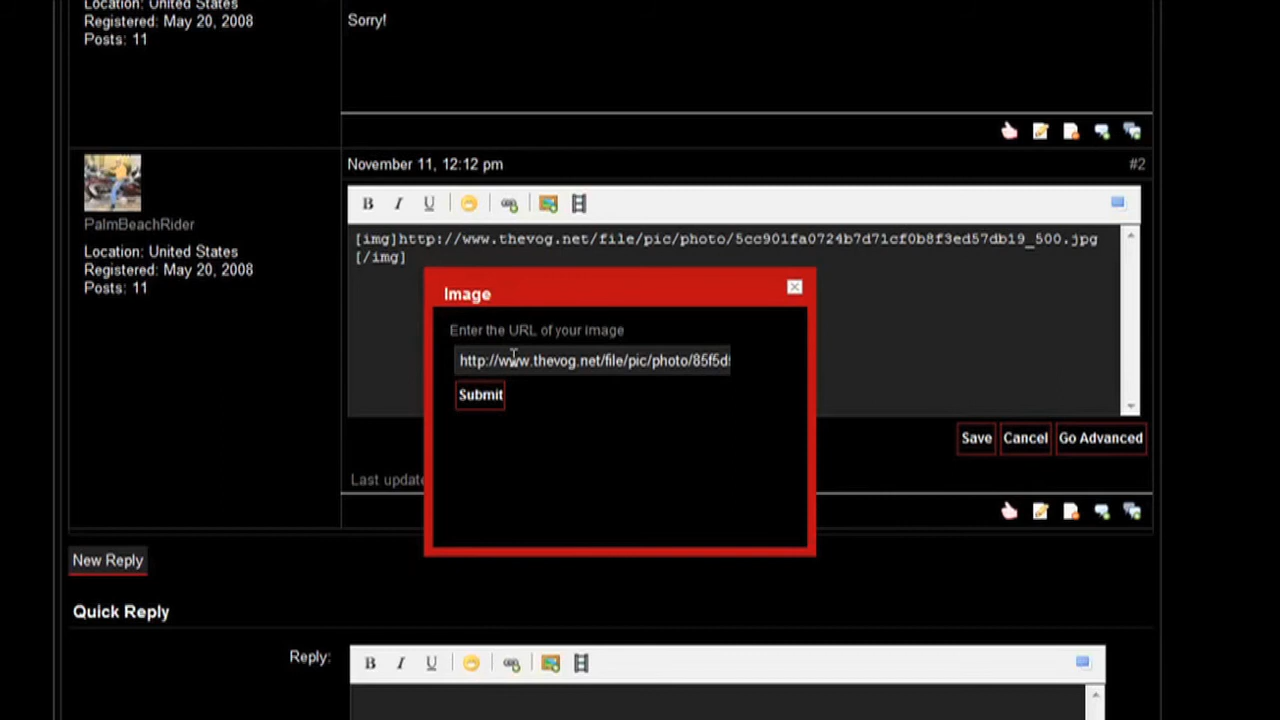 Location: United States
Registered: May 20, 2008
Posts: 11
Sorry!
November 11, 12:12 pm
#2
PalmBeachRider
Location: United States
Registered: May 20, 2008
Posts: 11
B I U
[img]http://www.thevog.net/file/pic/photo/5cc901fa0724b7d71cf0b8f3ed57db19_500.jpg
[/img]
Image
Enter the URL of your image
http://www.thevog.net/file/pic/photo/85f5d
Submit
Save Cancel Go Advanced
Last update
New Reply
Quick Reply
Reply:
B I U